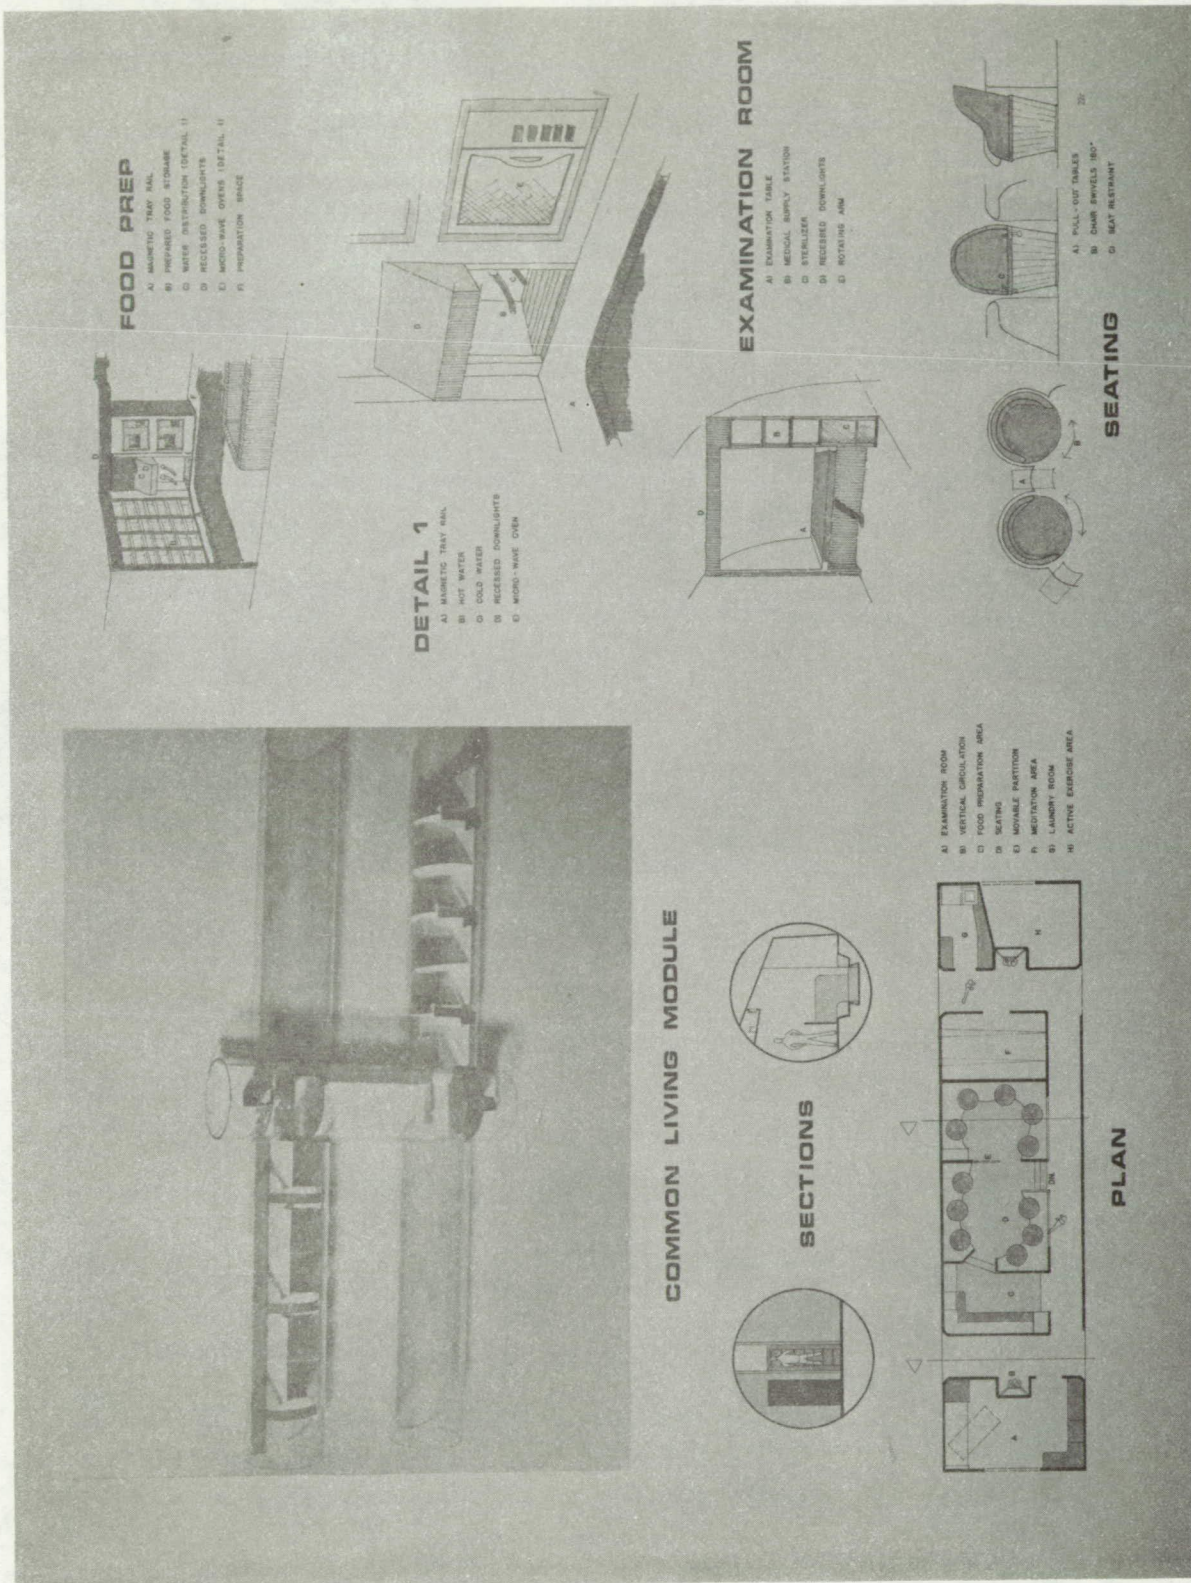 COMMON LIVING MODULE
SECTIONS
PLAN
A) EXAMINATION ROOM
B) VERTICAL CIRCULATION
C) FOOD PREPARATION AREA
D) SEATING
E) MOVABLE PARTITION
F) MEDITATION AREA
G) LAUNDRY ROOM
H) ACTIVE EXERCISE AREA
A
B
C
D
E
F
G
H
DN.
FOOD PREP
A) MAGNETIC TRAY RAIL
B) PREPARED FOOD STORAGE
C) WATER DISTRIBUTION (DETAIL 1)
D) RECESSED DOWNLIGHTS
E) MICRO-WAVE OVENS (DETAIL 1)
F) PREPARATION SPACE
DETAIL 1
A) MAGNETIC TRAY RAIL
B) HOT WATER
C) COLD WATER
D) RECESSED DOWNLIGHTS
E) MICRO-WAVE OVEN
D
B
C
E
A
EXAMINATION ROOM
A) EXAMINATION TABLE
B) MEDICAL SUPPLY STATION
C) STERILIZER
D) RECESSED DOWNLIGHTS
E) ROTATING ARM
D
A
B
C
SEATING
A) PULL-OUT TABLES
B) CHAIR SWIVELS 180°
C) SEAT RESTRAINT
A
B
C